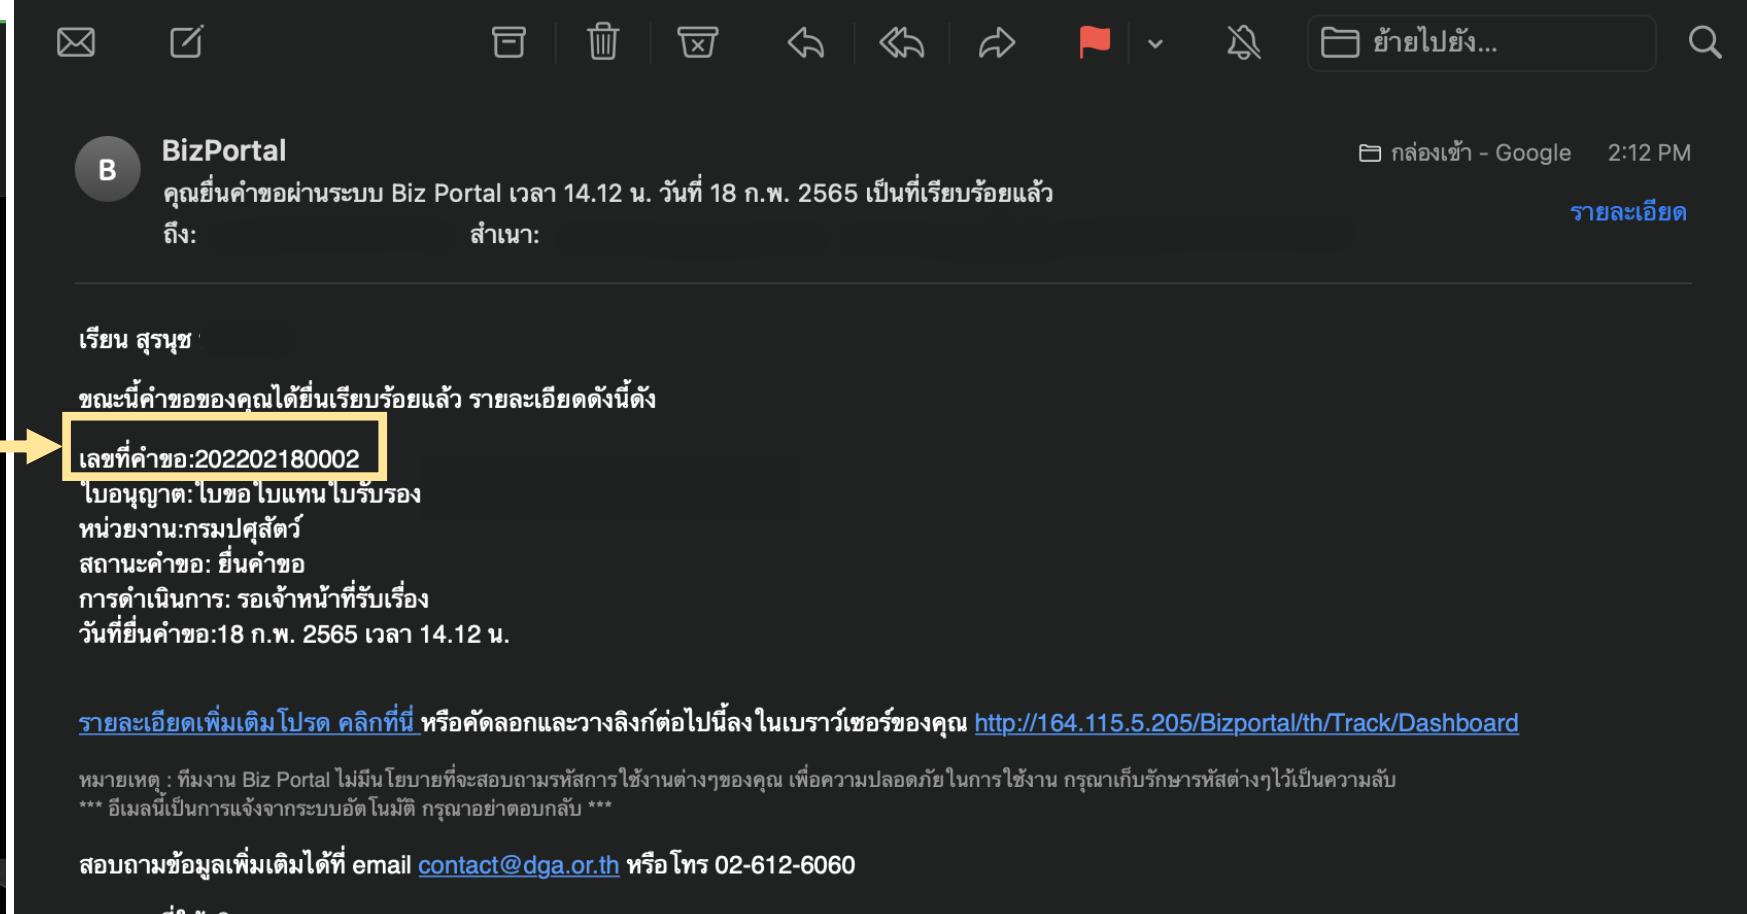 ย้ายไปยัง...
B
BizPortal
กล่องเข้า - Google 2:12 PM
คุณยื่นคำขอผ่านระบบ Biz Portal เวลา 14.12 น. วันที่ 18 ก.พ. 2565 เป็นที่เรียบร้อยแล้ว
รายละเอียด
ถึง: สำเนา:
เรียน สุรนุช
ขณะนี้คำขอของคุณได้ยื่นเรียบร้อยแล้ว รายละเอียดดังนี้ดัง
เลขที่คำขอ:202202180002
ใบอนุญาต: ใบขอ ใบแทน ใบรับรอง
หน่วยงาน:กรมปศุสัตว์
สถานะคำขอ: ยื่นคำขอ
การดำเนินการ: รอเจ้าหน้าที่รับเรื่อง
วันที่ยื่นคำขอ:18 ก.พ. 2565 เวลา 14.12 น.
รายละเอียดเพิ่มเติมโปรด คลิกที่นี่ หรือคัดลอกและวางลิงก์ต่อไปนี้ลงในเบราว์เซอร์ของคุณ http://164.115.5.205/Bizportal/th/Track/Dashboard
หมายเหตุ : ทีมงาน Biz Portal ไม่มีนโยบายที่จะสอบถามรหัสการใช้งานต่างๆของคุณ เพื่อความปลอดภัยในการใช้งาน กรุณาเก็บรักษารหัสต่างๆไว้เป็นความลับ
*** อีเมลนี้เป็นการแจ้งจากระบบอัตโนมัติ กรุณาอย่าตอบกลับ ***
สอบถามข้อมูลเพิ่มเติมได้ที่ email contact@dga.or.th หรือโทร 02-612-6060